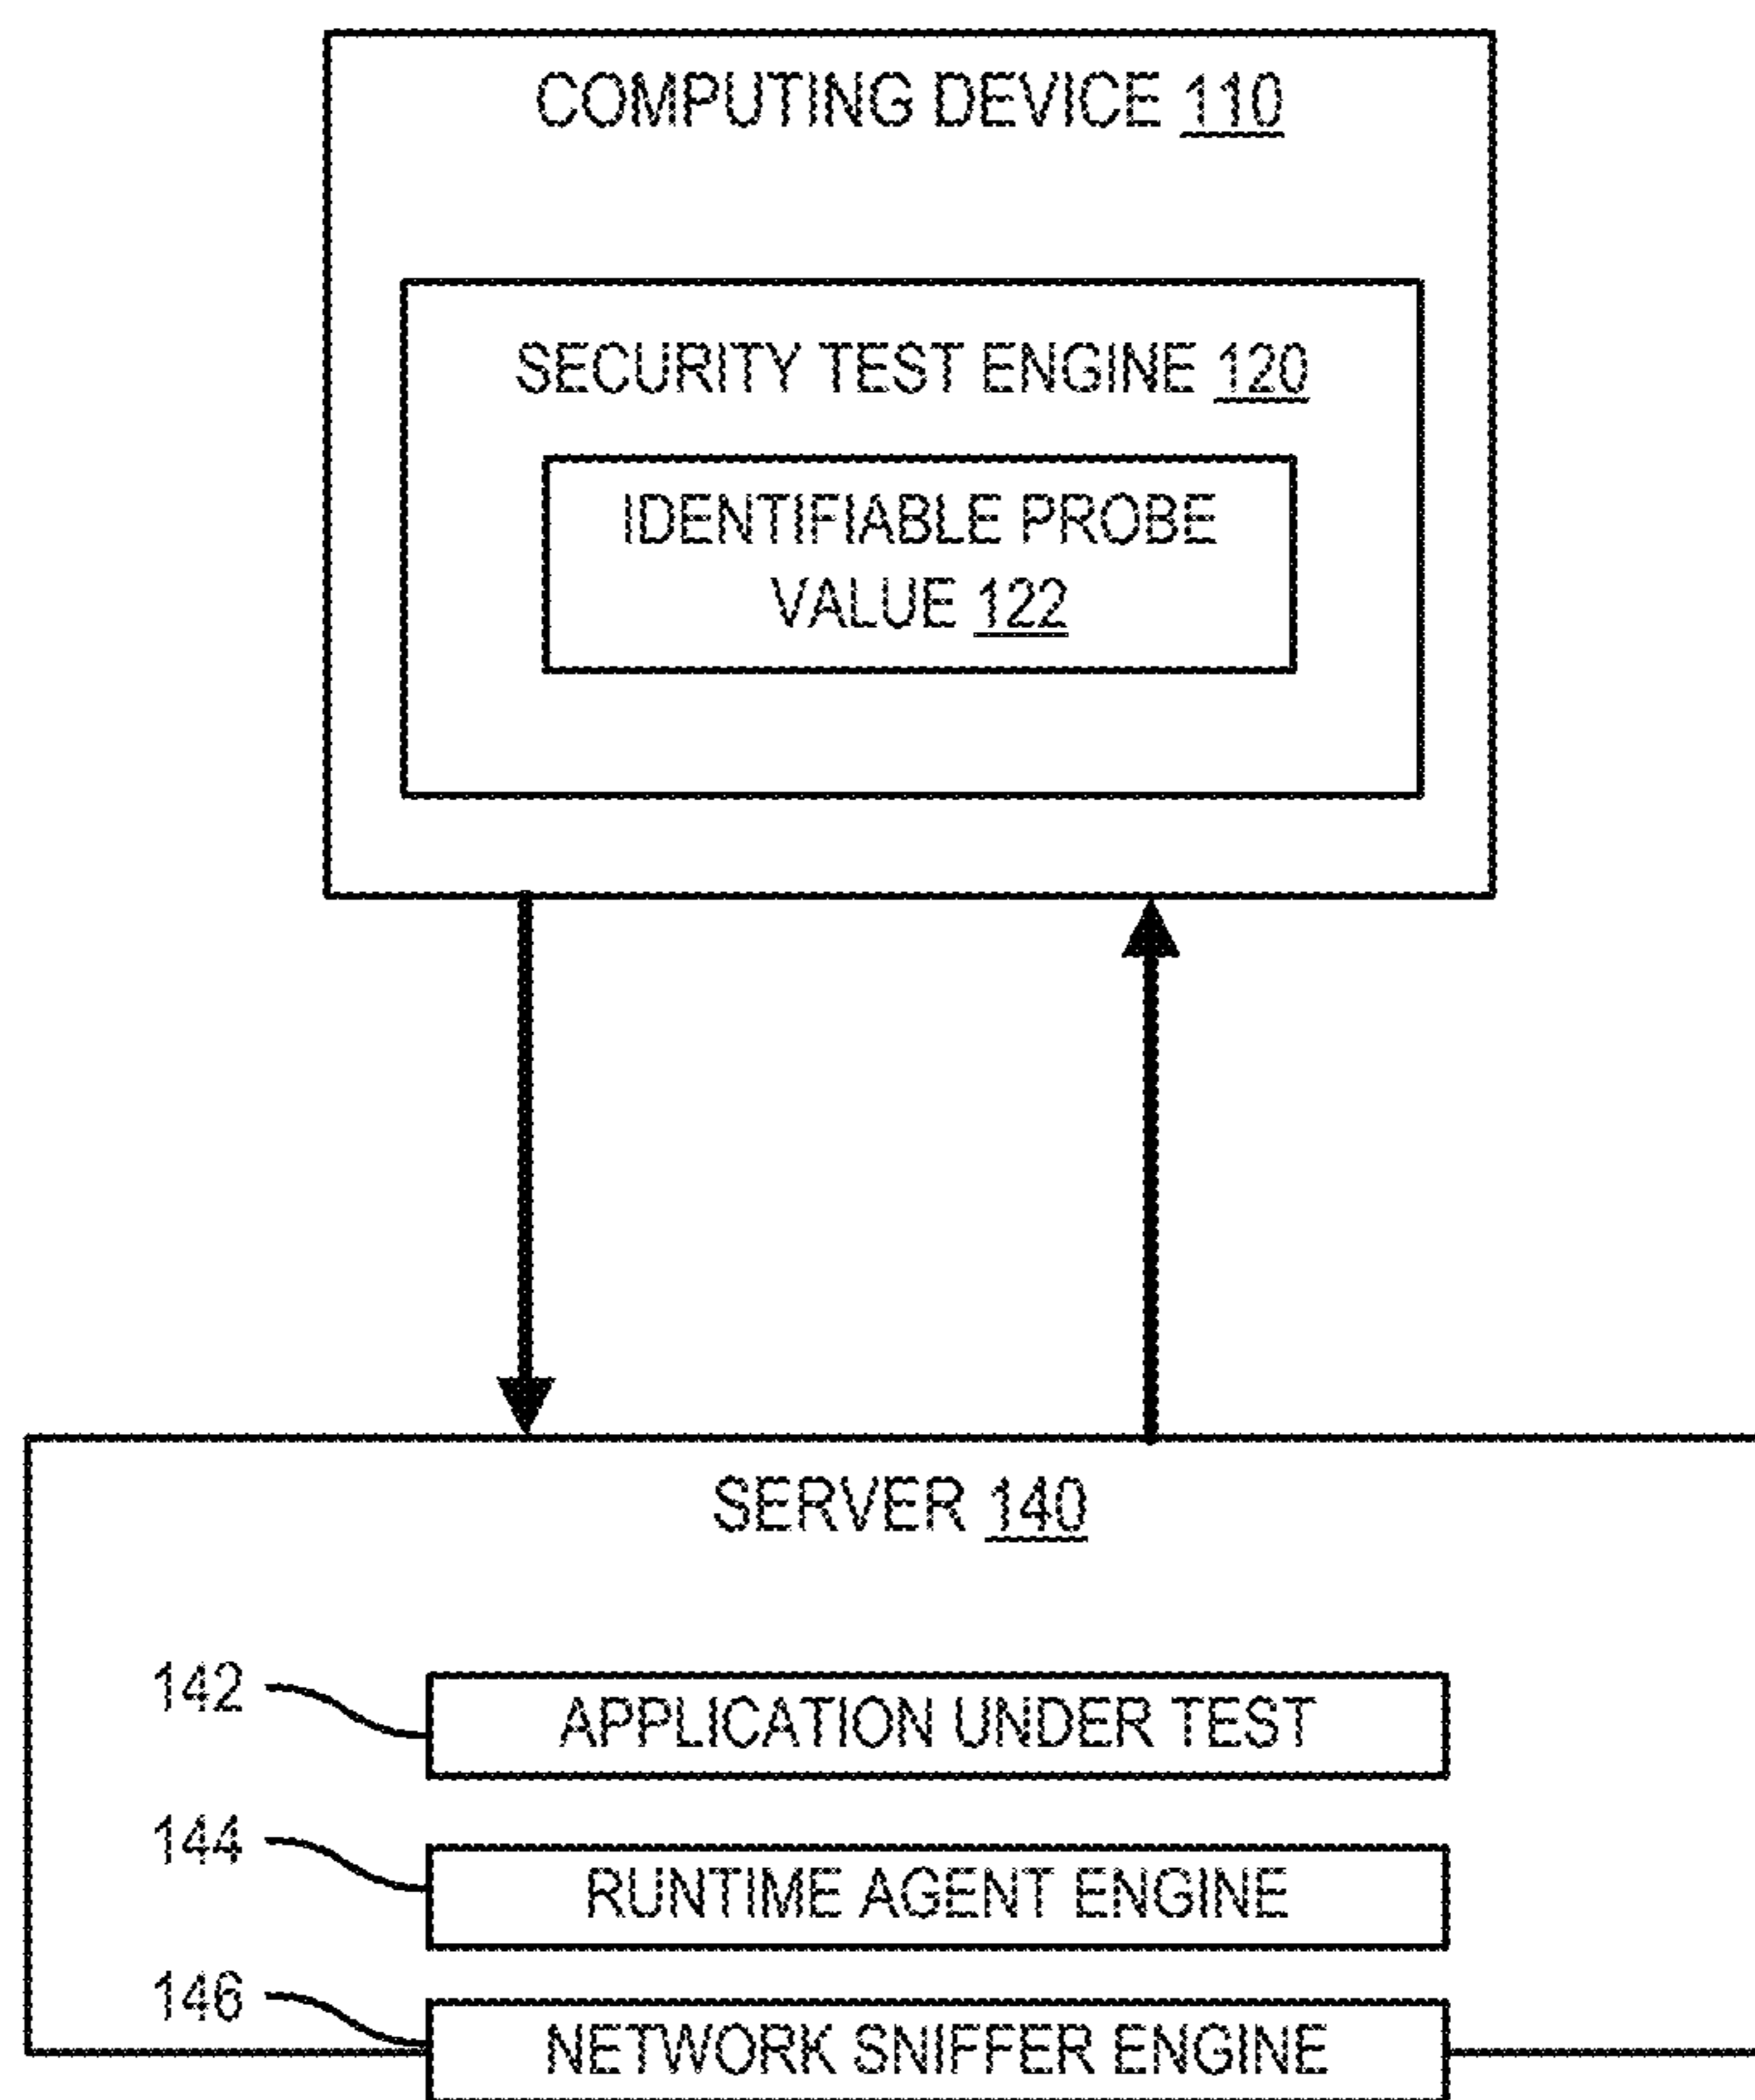 COMPUTING DEVICE 110
SECURITY TEST ENGINE 120
IDENTIFIABLE PROBE
VALUE 122
SERVER 140
142 APPLICATION UNDER TEST
144 RUNTIME AGENT ENGINE
146 NETWORK SNIFFER ENGINE